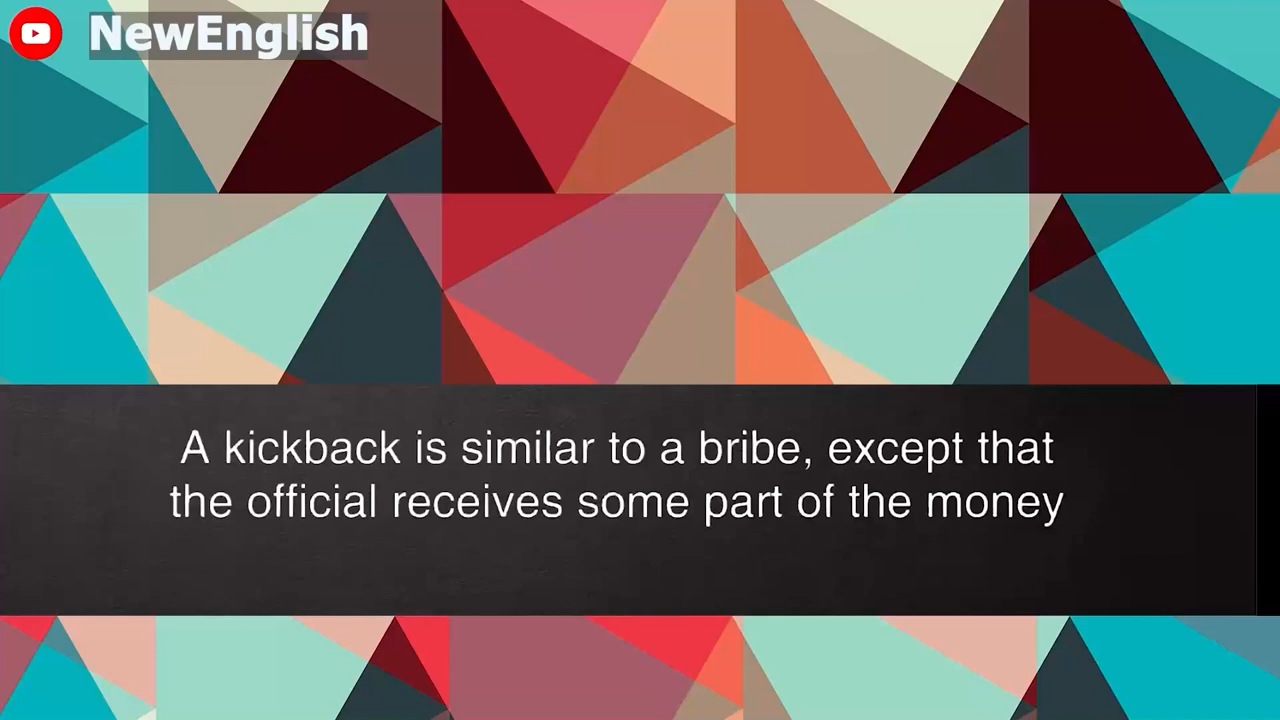 NewEnglish
A kickback is similar to a bribe, except that
the official receives some part of the money